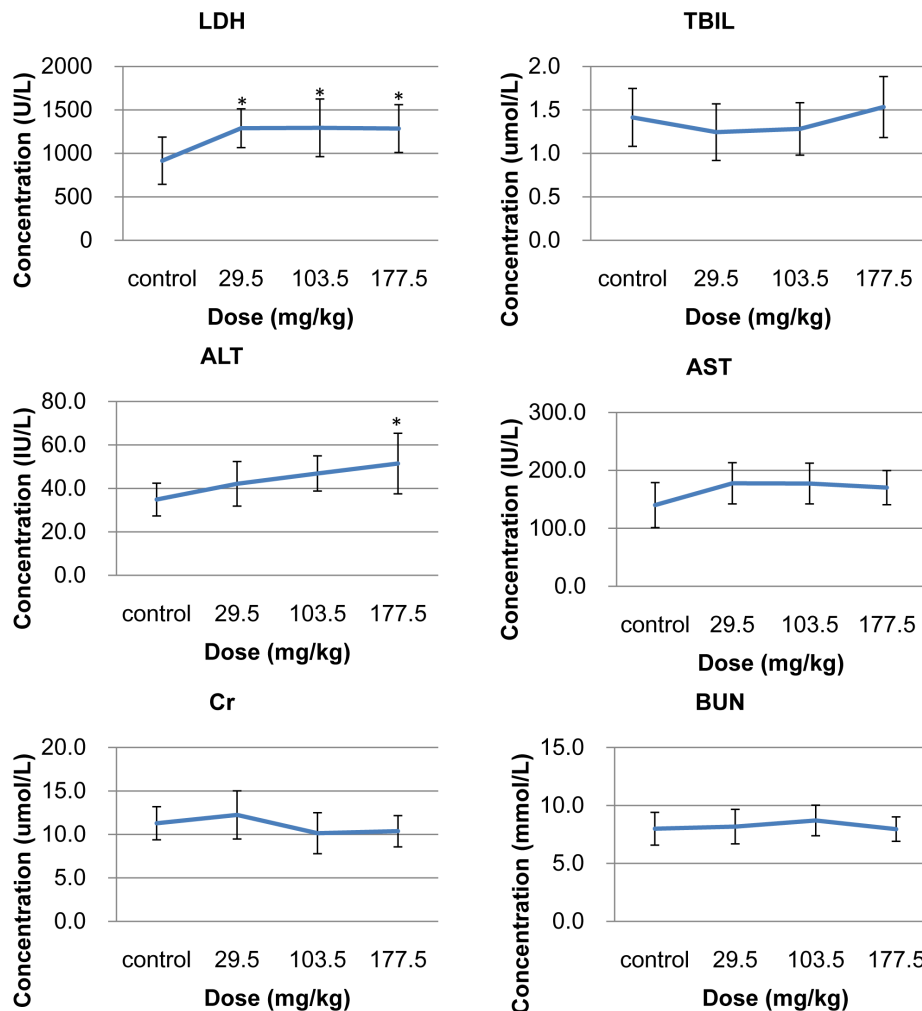 LDH
Concentration (U/L)
2000
1500
1000
500
0
* * *
control 29.5 103.5 177.5
Dose (mg/kg)
TBIL
Concentration (umol/L)
2.0
1.5
1.0
0.5
0.0
control 29.5 103.5 177.5
Dose (mg/kg)
ALT
Concentration (IU/L)
80.0
60.0
40.0
20.0
0.0
*
control 29.5 103.5 177.5
Dose (mg/kg)
AST
Concentration (IU/L)
300.0
200.0
100.0
0.0
control 29.5 103.5 177.5
Dose (mg/kg)
Cr
Concentration (umol/L)
20.0
15.0
10.0
5.0
0.0
control 29.5 103.5 177.5
Dose (mg/kg)
BUN
Concentration (mmol/L)
15.0
10.0
5.0
0.0
control 29.5 103.5 177.5
Dose (mg/kg)